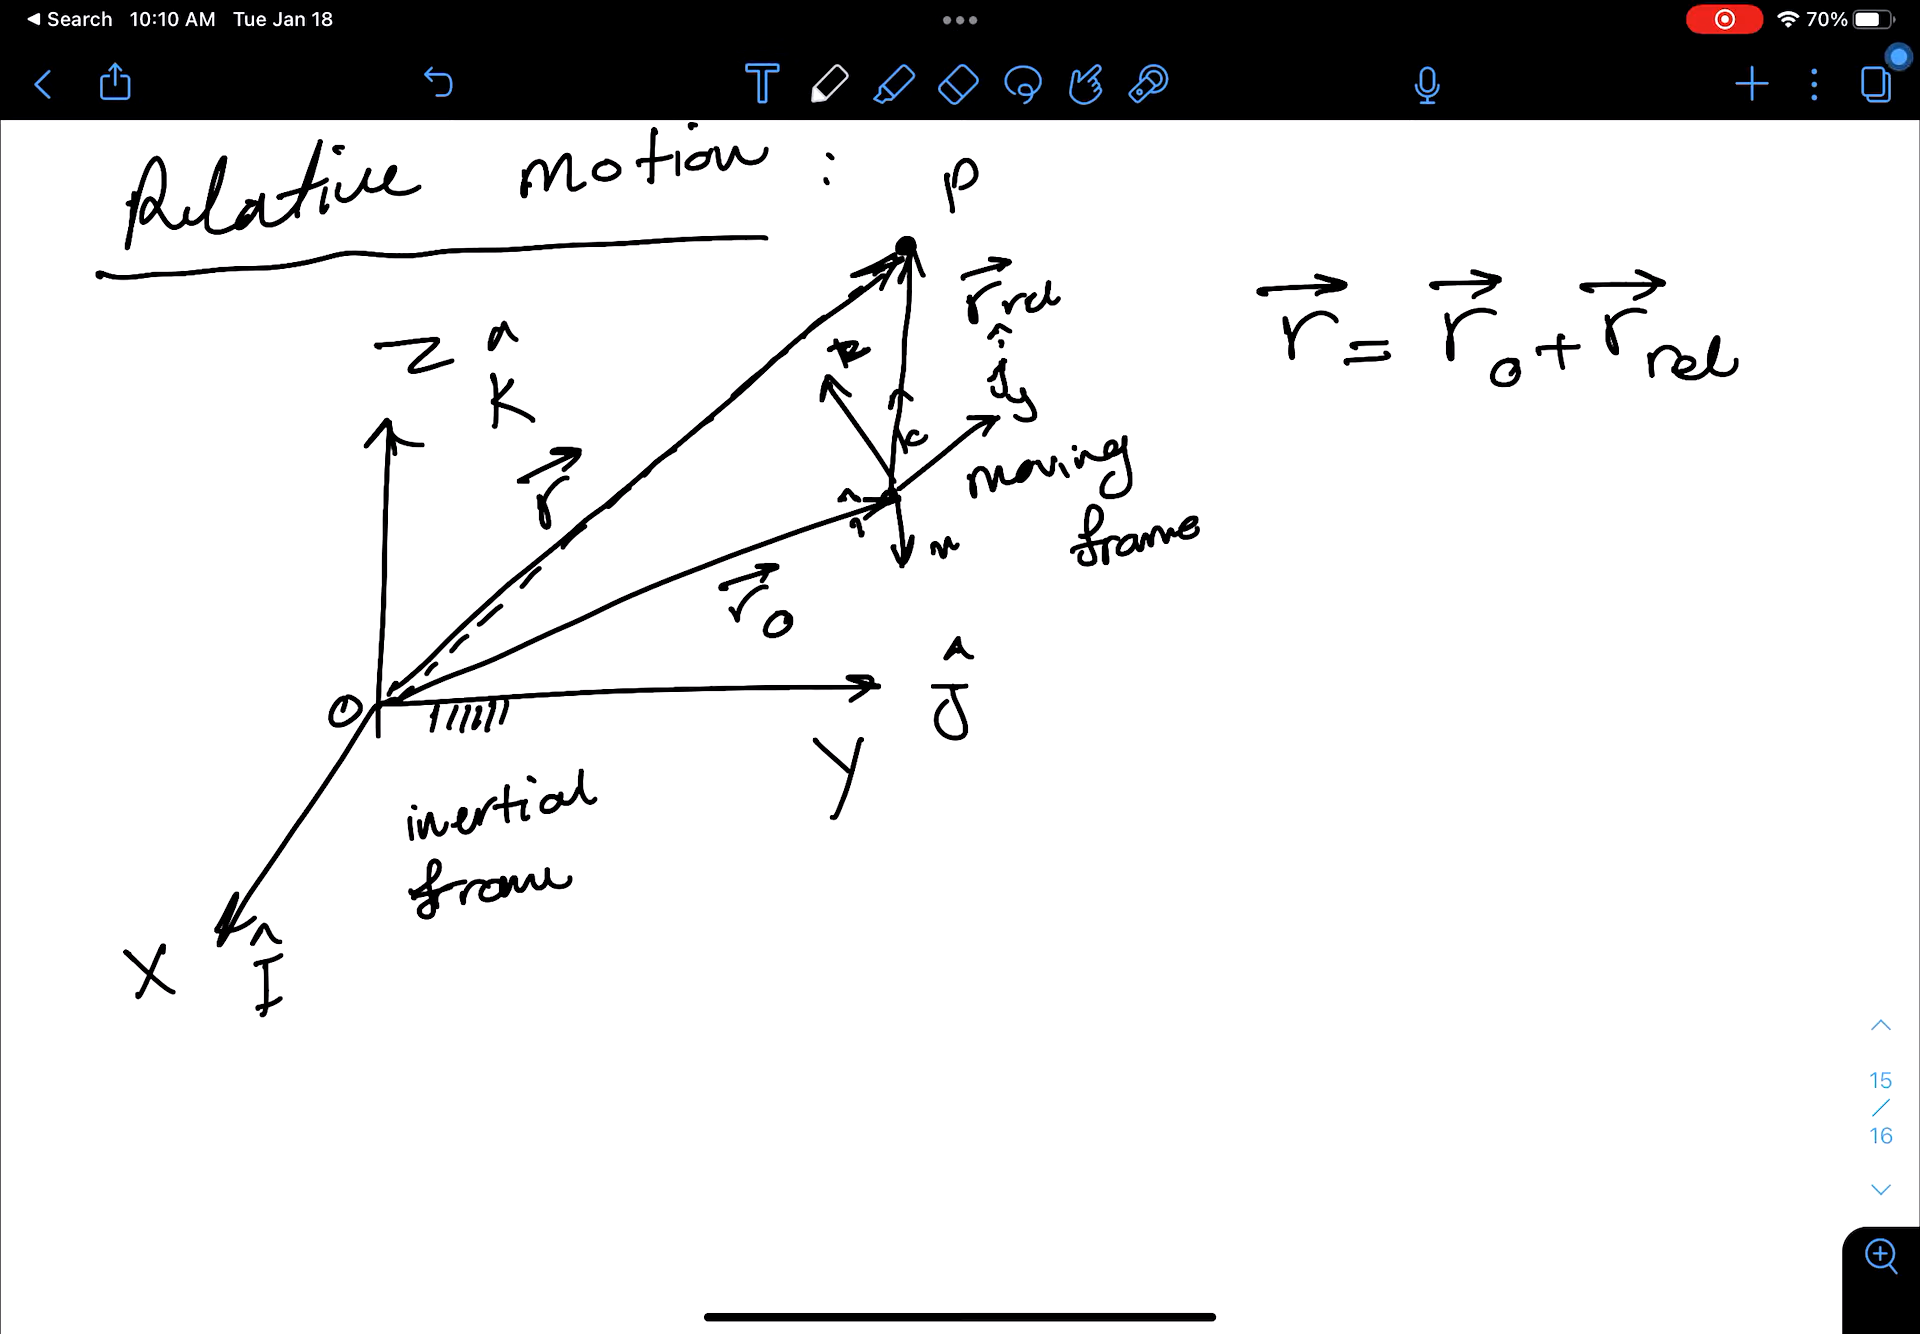 Search 10:10 AM Tue Jan 18
70%
Relative motion :
P
r⃗rel
r⃗ = r⃗o + r⃗rel
Z K̂
ĵ
y
k̂
r⃗
moving
frame
î
r⃗o
O
Ĵ
Y
inertial
frame
X Î
15
/
16